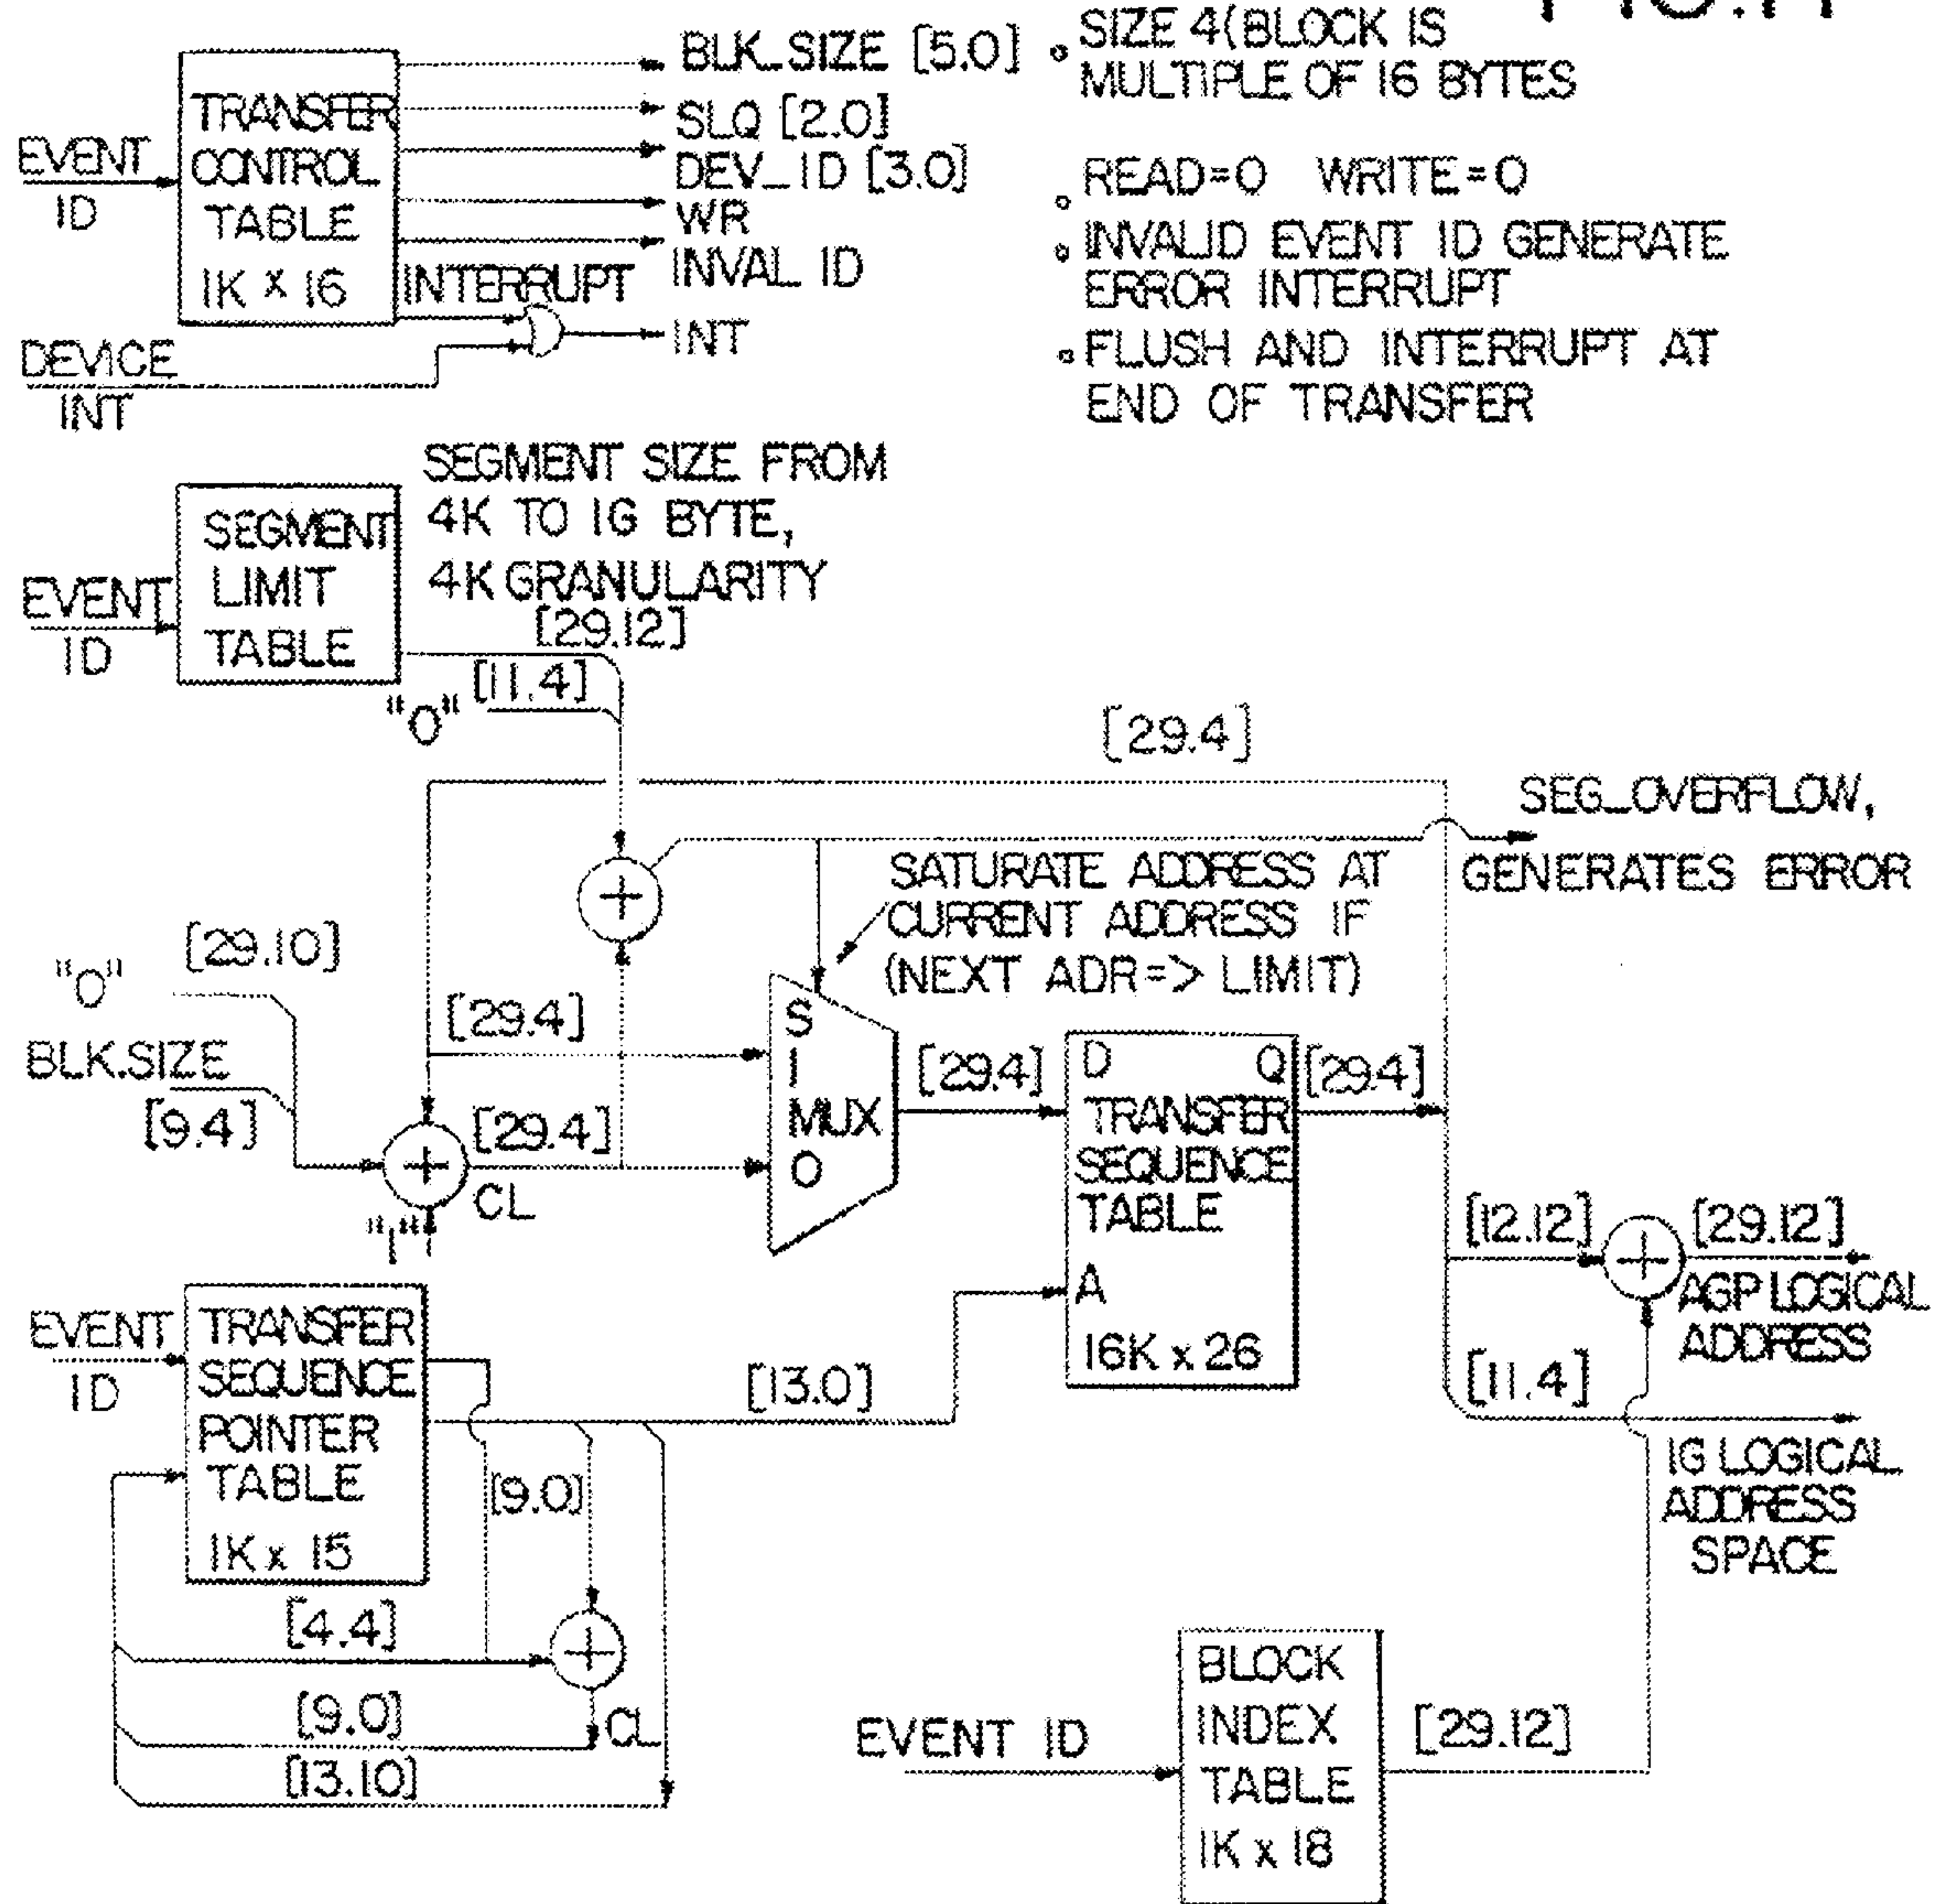 BLK_SIZE [5.0]
SIZE 4(BLOCK IS
MULTIPLE OF 16 BYTES
TRANSFER
CONTROL
TABLE
1K X 16
EVENT
ID
SLQ [2.0]
DEV_ID [3.0]
WR
INVAL ID
INTERRUPT
INT
DEVICE
INT
READ=0 WRITE=0
INVALID EVENT ID GENERATE
ERROR INTERRUPT
FLUSH AND INTERRUPT AT
END OF TRANSFER
SEGMENT SIZE FROM
4K TO 1G BYTE,
4K GRANULARITY
SEGMENT
LIMIT
TABLE
EVENT
ID
[29.12]
[11.4]
"0"
[29.4]
SEG_OVERFLOW,
GENERATES ERROR
SATURATE ADDRESS AT
CURRENT ADDRESS IF
(NEXT ADR=> LIMIT)
+
"0"
[29.10]
BLK.SIZE
[9.4]
[29.4]
[29.4]
+
CL
"1"
S
1
MUX
0
[29.4]
D Q
TRANSFER
SEQUENCE
TABLE
A
16K x 26
[29.4]
[12.12]
+
[29.12]
AGP LOGICAL
ADDRESS
[11.4]
1G LOGICAL
ADDRESS
SPACE
EVENT
ID
TRANSFER
SEQUENCE
POINTER
TABLE
1K x 15
[13.0]
[9.0]
[4.4]
+
[9.0]
CL
[13.10]
EVENT ID
BLOCK
INDEX
TABLE
1K x 18
[29.12]